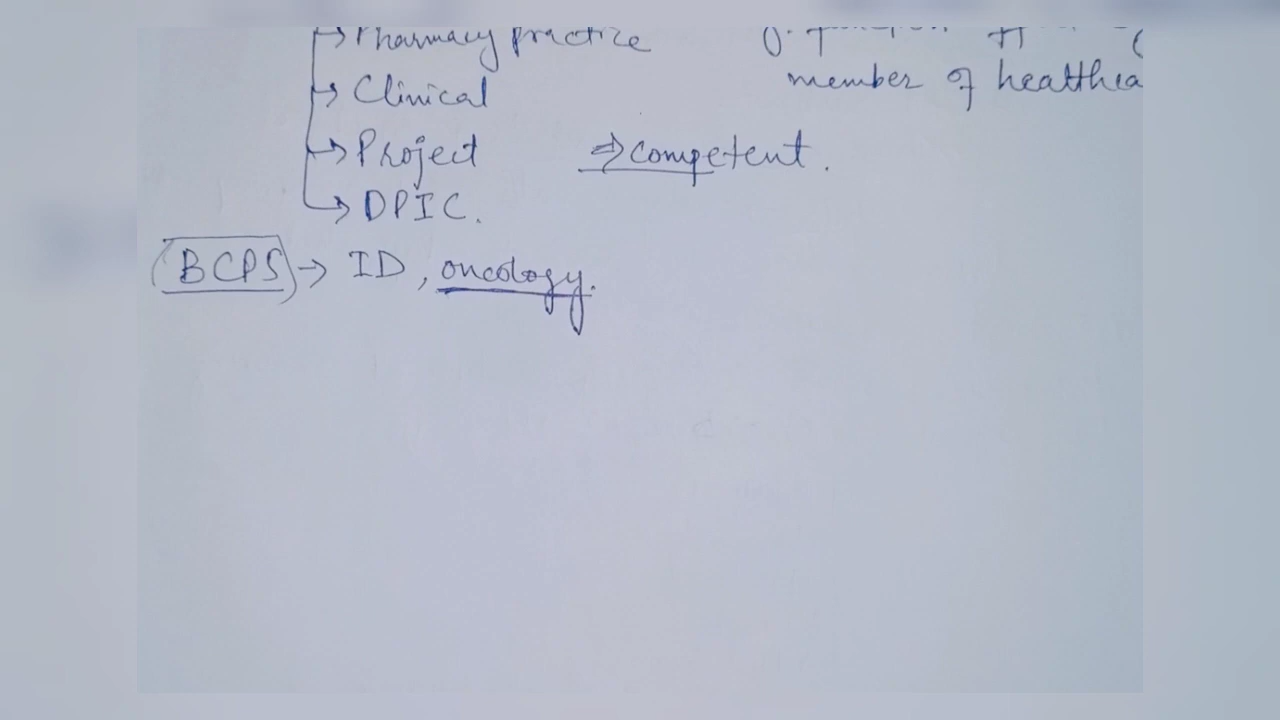 → Pharmacy practice
→ Clinical
member of healthca
→ Project ⇒ competent.
→ DPIC.
BCPS → ID, oncology.